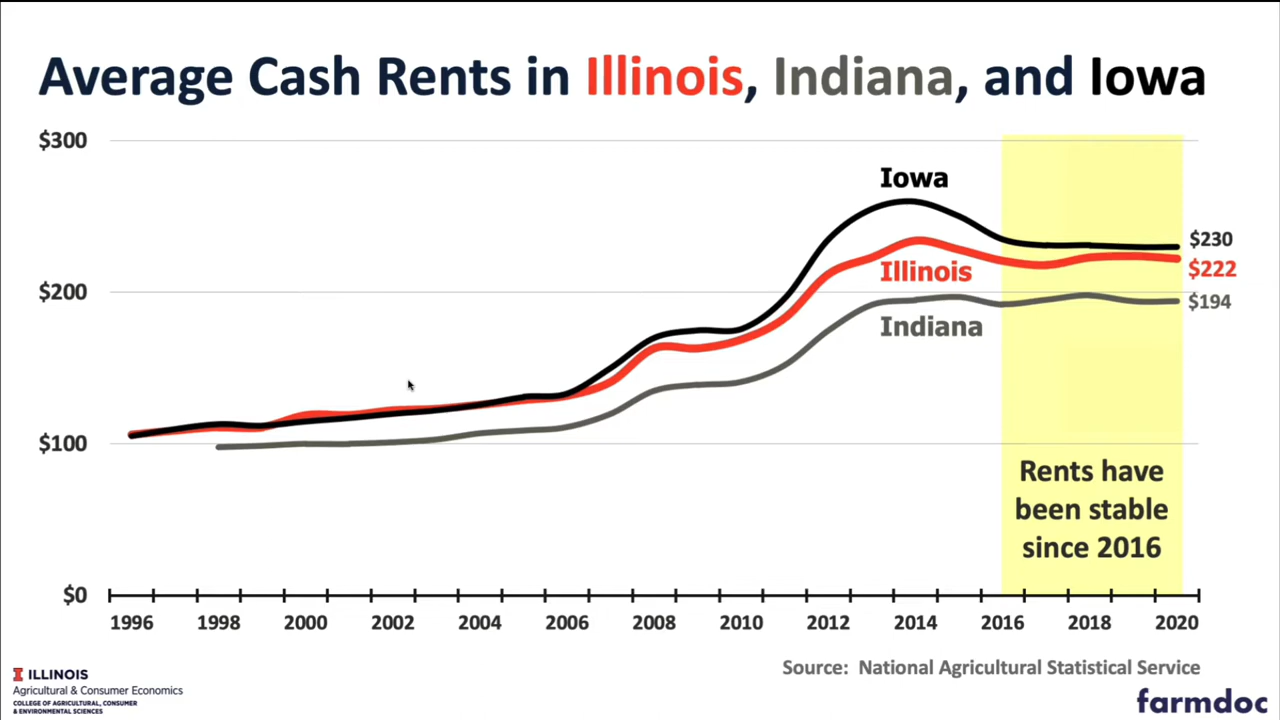 Average Cash Rents in Illinois, Indiana, and Iowa
$300
Iowa
$230
Illinois
$222
$200
$194
Indiana
$100
Rents have
been stable
since 2016
$0
1996 1998 2000 2002 2004 2006 2008 2010 2012 2014 2016 2018 2020
Source: National Agricultural Statistical Service
I ILLINOIS
Agricultural & Consumer Economics
COLLEGE OF AGRICULTURAL, CONSUMER
& ENVIRONMENTAL SCIENCES
farmdoc